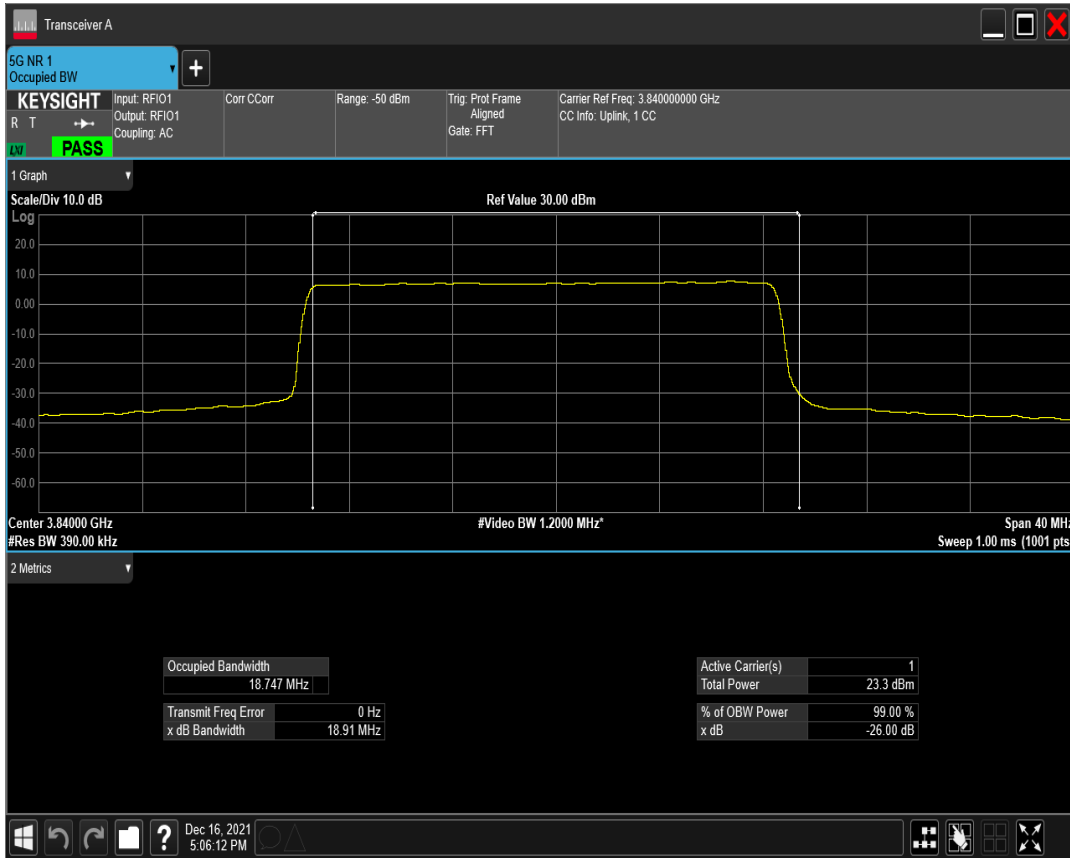 Transceiver A
5G NR 1
Occupied BW
+
KEYSIGHT
R T
LXI
PASS
Input: RFIO1
Output: RFIO1
Coupling: AC
Corr CCorr
Range: -50 dBm
Trig: Prot Frame
Aligned
Gate: FFT
Carrier Ref Freq: 3.840000000 GHz
CC Info: Uplink, 1 CC
1 Graph
Scale/Div 10.0 dB
Ref Value 30.00 dBm
Log
20.0
10.0
0.00
-10.0
-20.0
-30.0
-40.0
-50.0
-60.0
Center 3.84000 GHz
#Video BW 1.2000 MHz*
Span 40 MHz
#Res BW 390.00 kHz
Sweep 1.00 ms (1001 pts
2 Metrics
Occupied Bandwidth
18.747 MHz
Transmit Freq Error 0 Hz
x dB Bandwidth 18.91 MHz
Active Carrier(s) 1
Total Power 23.3 dBm
% of OBW Power 99.00 %
x dB -26.00 dB
?
Dec 16, 2021
5:06:12 PM